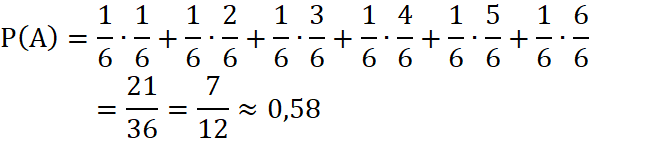 P(A) = 1/6 · 1/6 + 1/6 · 2/6 + 1/6 · 3/6 + 1/6 · 4/6 + 1/6 · 5/6 + 1/6 · 6/6
= 21/36 = 7/12 ≈ 0,58